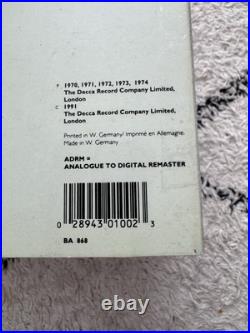 P 1970, 1971, 1972, 1973, 1974
The Decca Record Company Limited,
London
C 1991
The Decca Record Company Limited,
London
Printed in W. Germany/ Imprimé en Allemagne.
Made in W. Germany
ADRM =
ANALOGUE TO DIGITAL REMASTER
0 28943 01002 3
BA 868